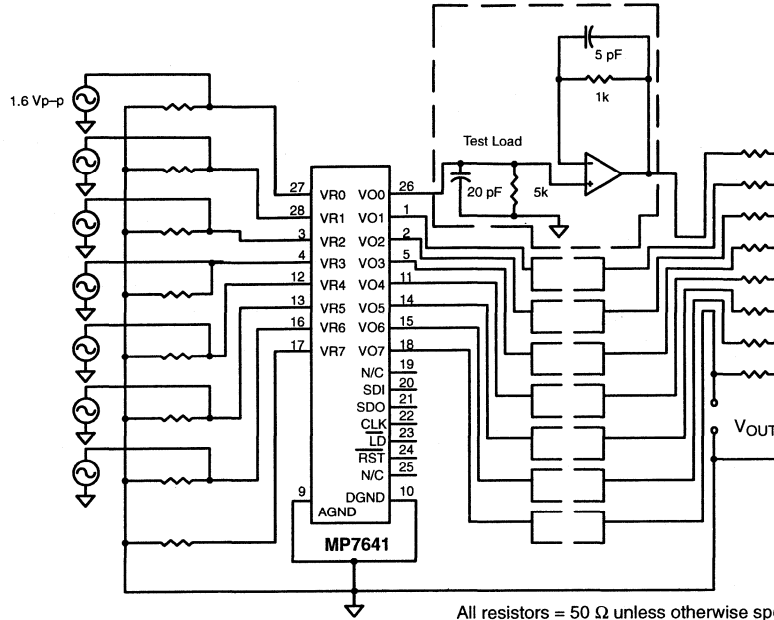 5 pF
1k
1.6 Vp–p
Test Load
20 pF
5k
27 VR0 VO0 26
28 VR1 VO1 1
3 VR2 VO2 2
4 VR3 VO3 5
12 VR4 VO4 11
13 VR5 VO5 14
16 VR6 VO6 15
17 VR7 VO7 18
N/C 19
SDI 20
SDO 21
CLK 22
LD 23
RST 24
N/C 25
9 DGND 10
AGND
VOUT
MP7641
All resistors = 50 Ω unless otherwise spe